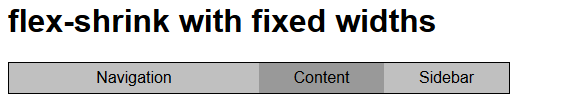 flex-shrink with fixed widths
Navigation Content Sidebar